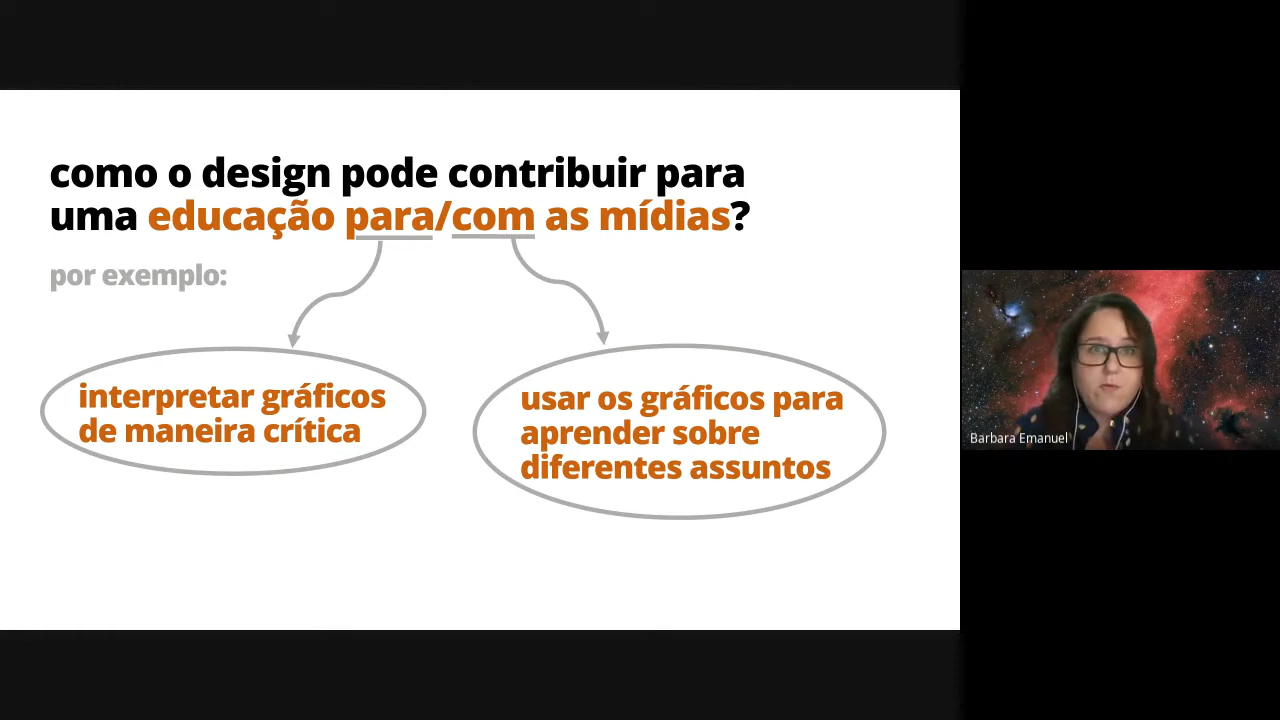 como o design pode contribuir para
uma educação para/com as mídias?
por exemplo:
interpretar gráficos
de maneira crítica
usar os gráficos para
aprender sobre
diferentes assuntos
Barbara Emanuel